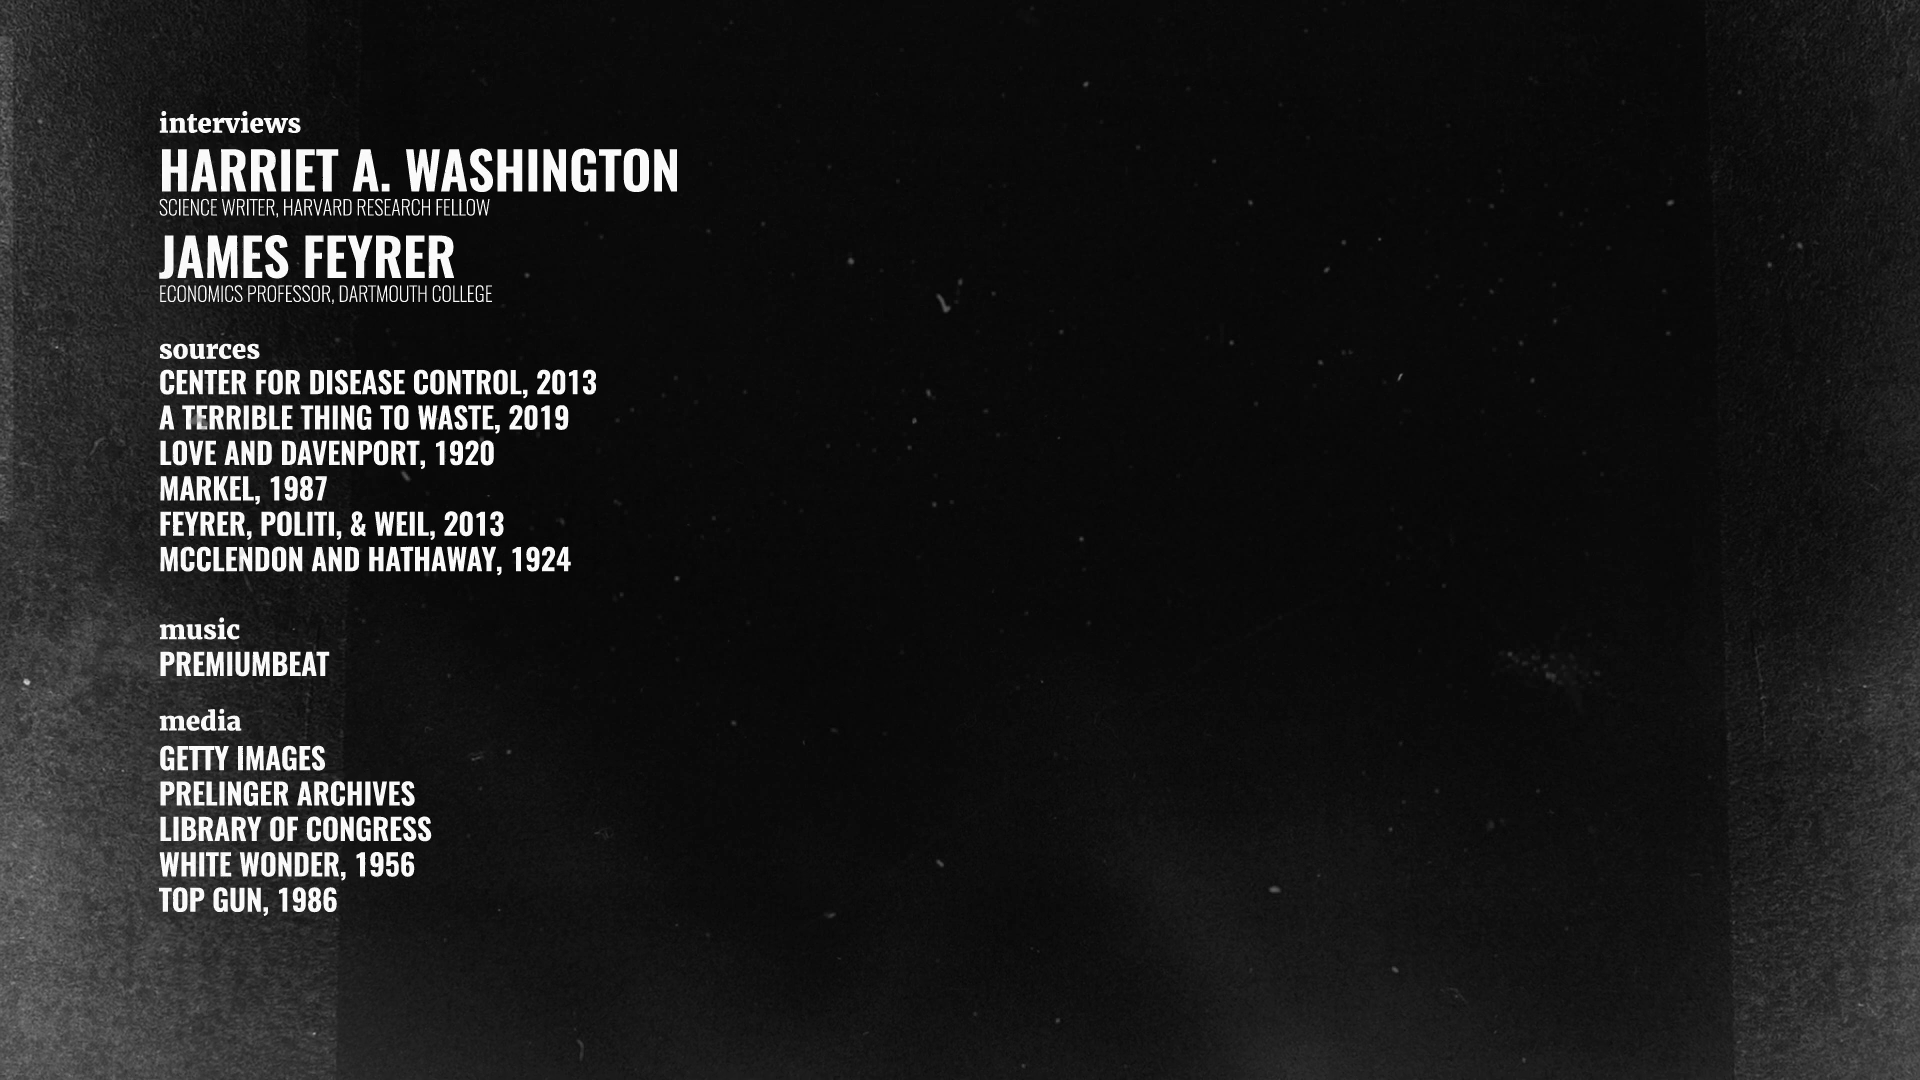 interviews
HARRIET A. WASHINGTON
SCIENCE WRITER, HARVARD RESEARCH FELLOW
JAMES FEYRER
ECONOMICS PROFESSOR, DARTMOUTH COLLEGE
sources
CENTER FOR DISEASE CONTROL, 2013
A TERRIBLE THING TO WASTE, 2019
LOVE AND DAVENPORT, 1920
MARKEL, 1987
FEYRER, POLITI, & WEIL, 2013
MCCLENDON AND HATHAWAY, 1924
music
PREMIUMBEAT
media
GETTY IMAGES
PRELINGER ARCHIVES
LIBRARY OF CONGRESS
WHITE WONDER, 1956
TOP GUN, 1986